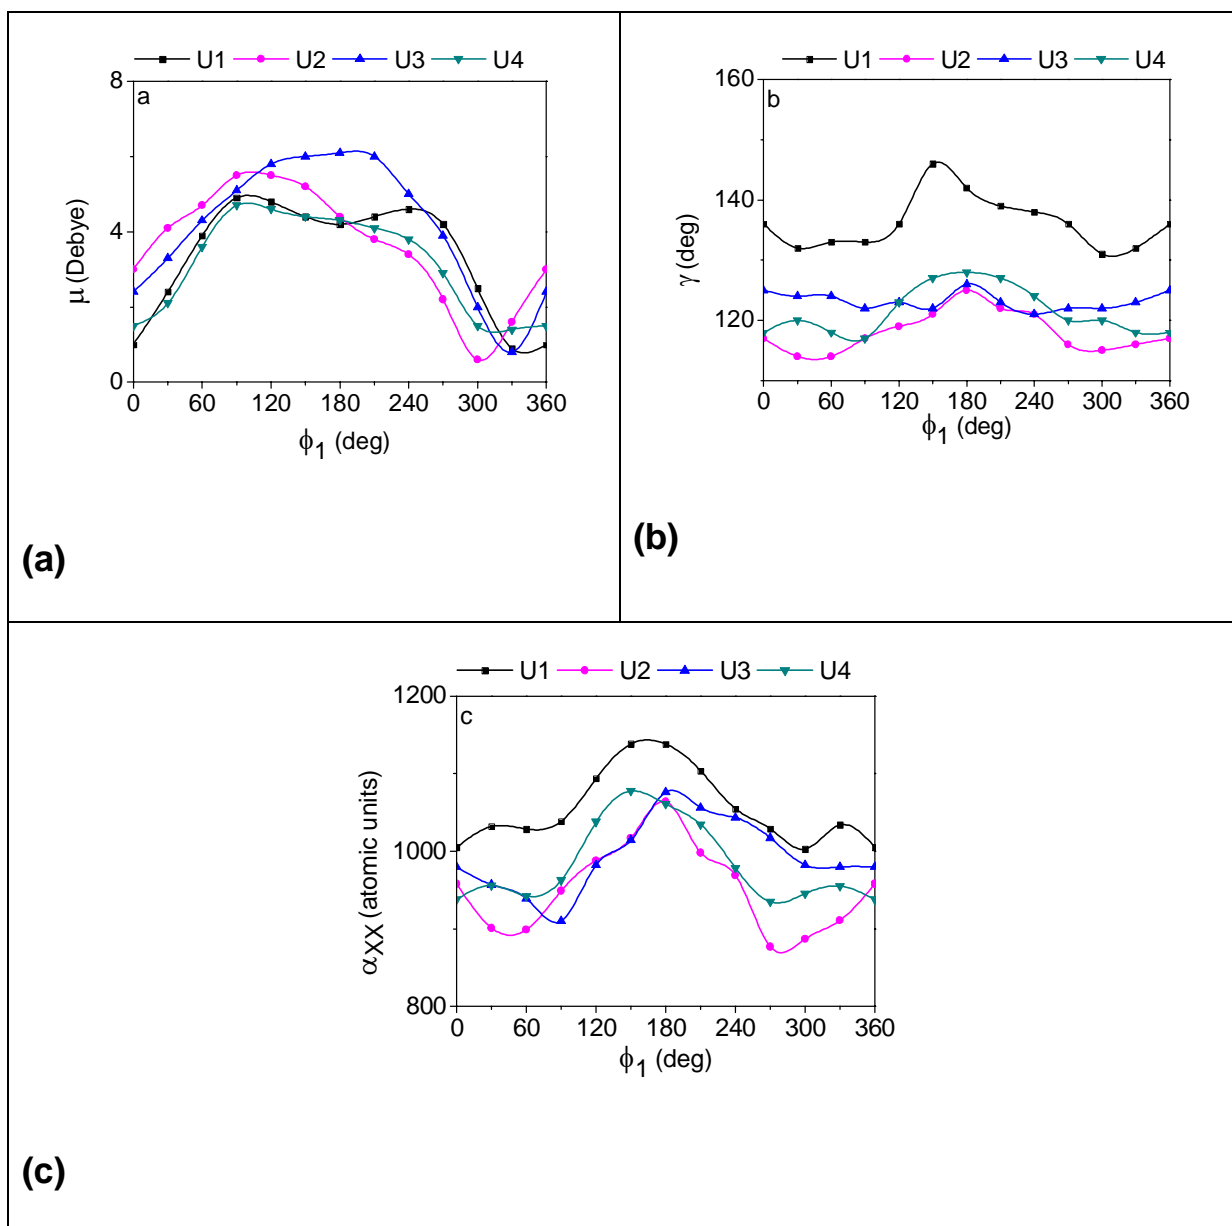 U1 U2 U3 U4
a
8
4
0
μ (Debye)
0 60 120 180 240 300 360
ϕ1 (deg)
(a)
U1 U2 U3 U4
b
160
140
120
γ (deg)
0 60 120 180 240 300 360
ϕ1 (deg)
(b)
U1 U2 U3 U4
c
1200
1000
800
αXX (atomic units)
0 60 120 180 240 300 360
ϕ1 (deg)
(c)